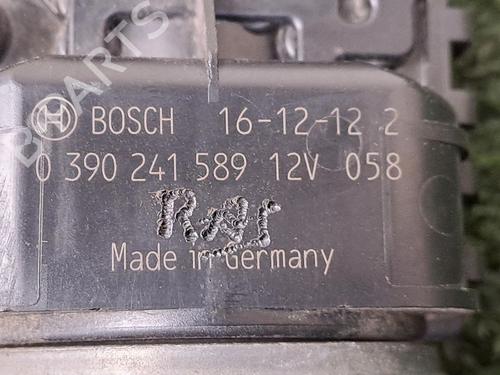 BOSCH 16-12-12 2
0 390 241 589 12V 058
Made in Germany